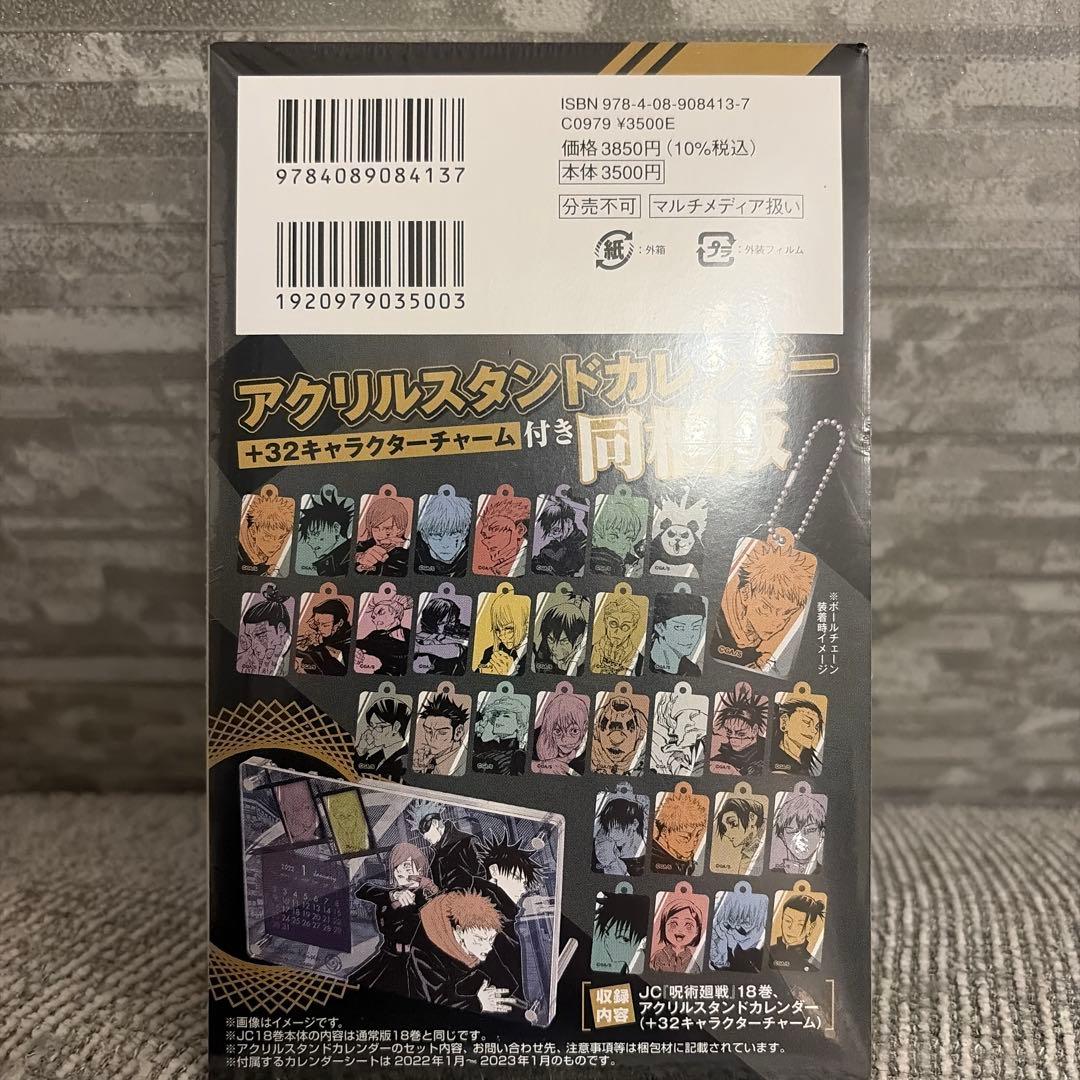 ISBN 978-4-08-908413-7
C0979 ¥3500E
価格 3850円(10%税込)
本体 3500円
分売不可 マルチメディア扱い
紙:外箱 プラ:外装フィルム
9784089084137
1920979035003
アクリルスタンドカレンダー
+32キャラクターチャーム 付き 同梱版
※ボールチェーン
装着時イメージ
2022 1 January
収録
内容
JC『呪術廻戦』18巻、
アクリルスタンドカレンダー
(+32キャラクターチャーム)
※画像はイメージです。
※JC18巻本体の内容は通常版18巻と同じです。
※アクリルスタンドカレンダーのセット内容、お問い合わせ先、注意事項等は梱包材に記載されています。
※付属するカレンダーシートは2022年1月~2023年1月のものです。